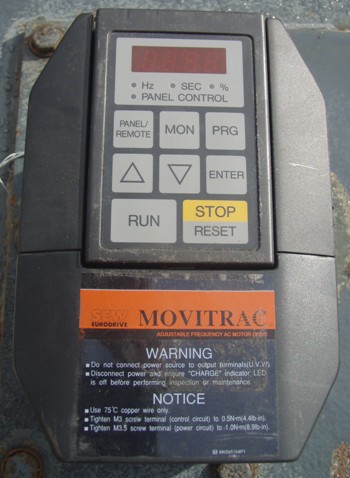 • Hz • SEC • %
• PANEL CONTROL
PANEL/
REMOTE
MON
PRG
ENTER
RUN
STOP
RESET
SEW
EURODRIVE
MOVITRAC
ADJUSTABLE FREQUENCY AC MOTOR DRIVE
WARNING
■ Do not connect power source to output terminals(U.V.W)
■ Disconnect power and ensure "CHARGE" indicator LED
is off before performing inspection or maintenance.
NOTICE
■ Use 75℃ copper wire only.
■ Tighten M3 screw terminal (control circuit) to 0.5N·m(4.4lb-in).
■ Tighten M3.5 screw terminal (power circuit) to 1.0N·m(8.9lb-in).